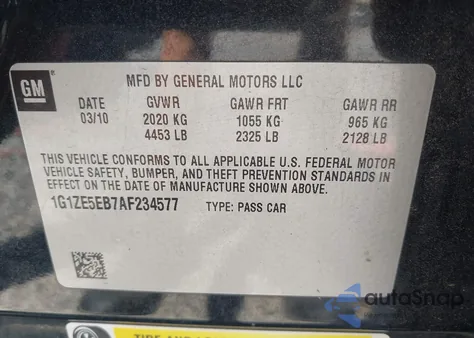 GM
MFD BY GENERAL MOTORS LLC
DATE GVWR GAWR FRT GAWR RR
03/10 2020 KG 1055 KG 965 KG
4453 LB 2325 LB 2128 LB
THIS VEHICLE CONFORMS TO ALL APPLICABLE U.S. FEDERAL MOTOR
VEHICLE SAFETY, BUMPER, AND THEFT PREVENTION STANDARDS IN
EFFECT ON THE DATE OF MANUFACTURE SHOWN ABOVE.
1G1ZE5EB7AF234577 TYPE: PASS CAR
autoSnap
TIRE AND